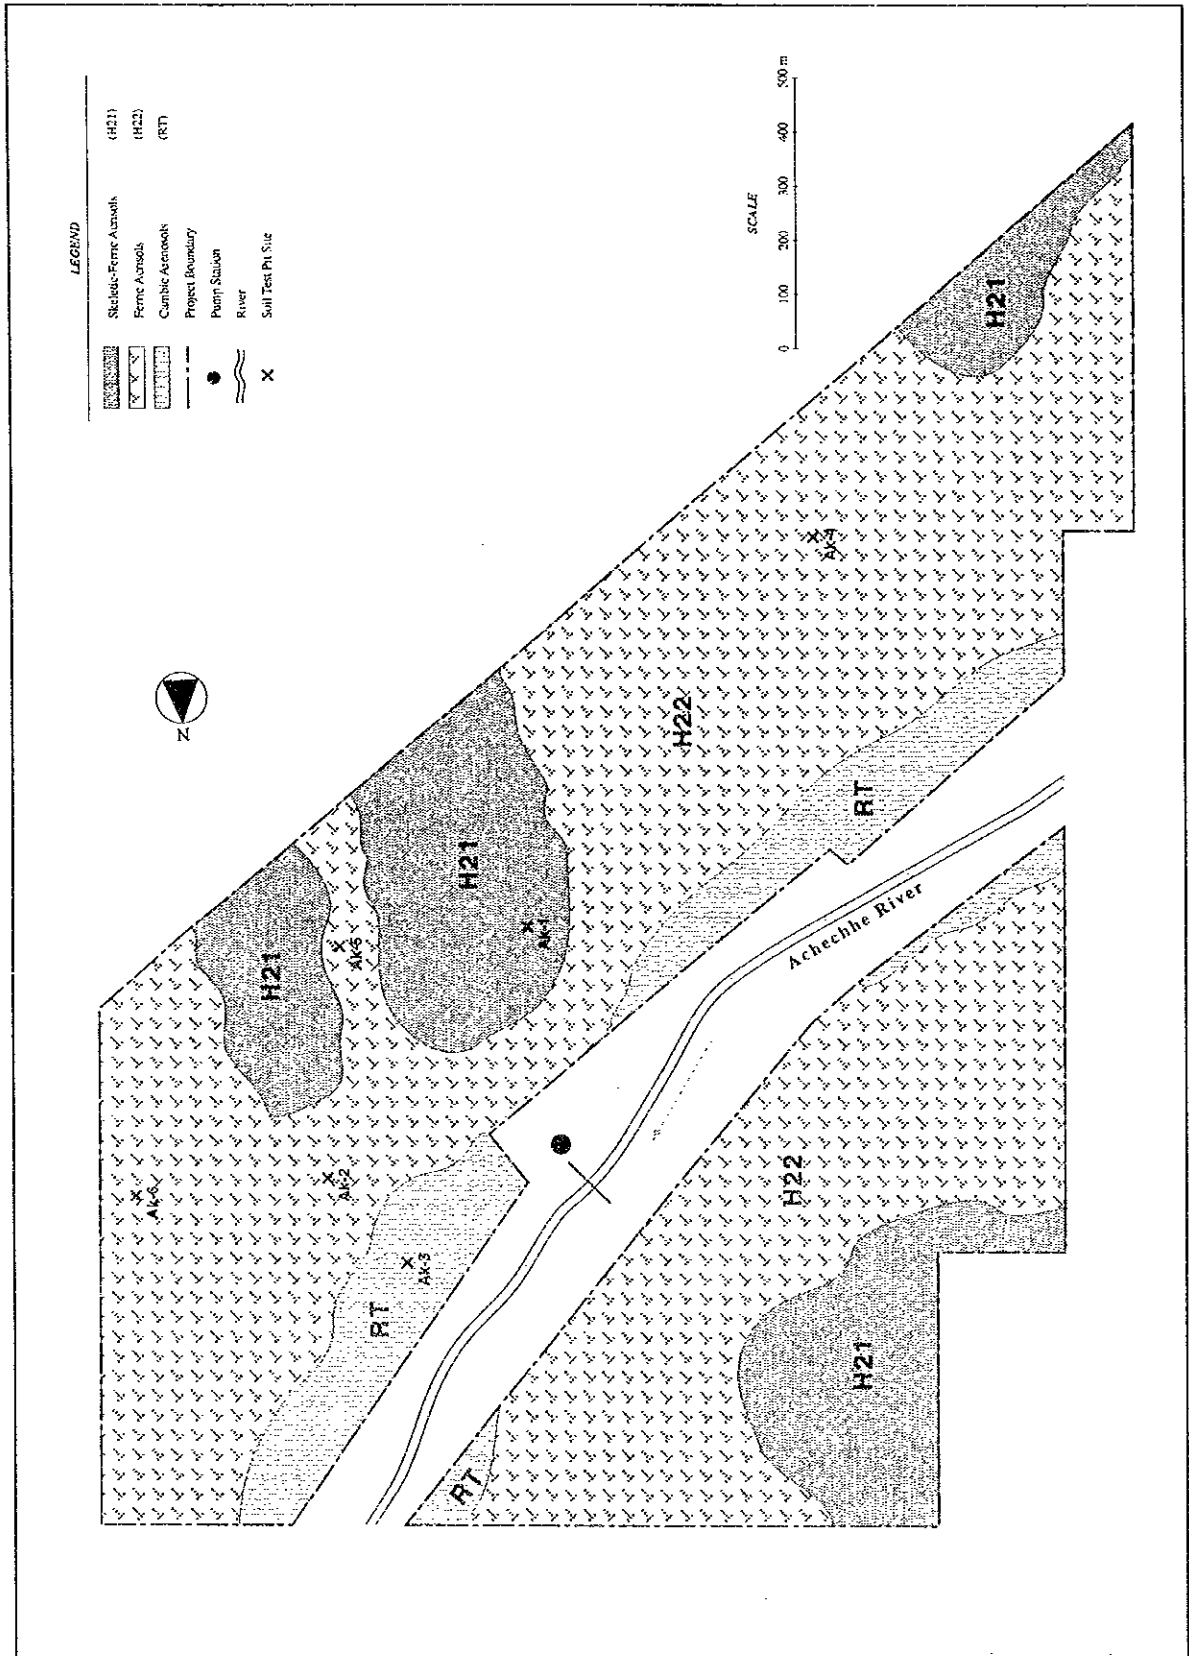 LEGEND
Skeletic-Ferric Acrisols (H21)
Ferric Acrisols (H22)
Cambic Arenosols (RT)
Project Boundary
Pump Station
River
Soil Test Pit Site
N
SCALE
0 100 200 300 400 500 m
H21
H21
H21
H22
RT
RT
RT
H22
H21
Ak-6
Ak-2
Ak-3
Ak-5
Ak-1
Ak-4
Achechhe River